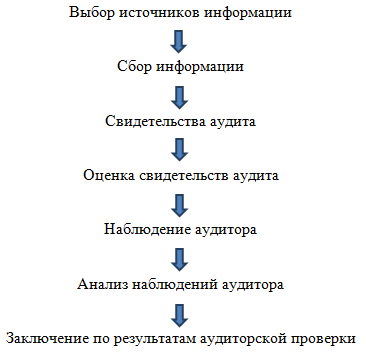 Выбор источников информации
Сбор информации
Свидетельства аудита
Оценка свидетельств аудита
Наблюдение аудитора
Анализ наблюдений аудитора
Заключение по результатам аудиторской проверки